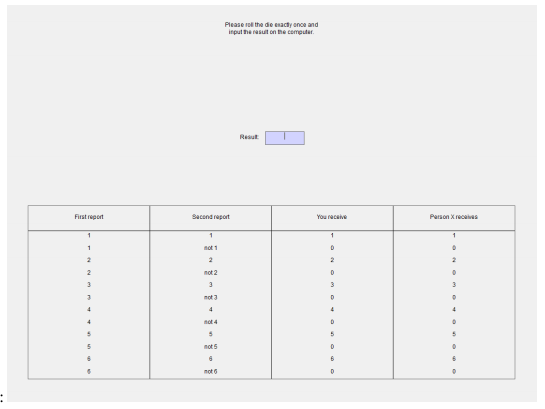 Please roll the die exactly once and
input the result on the computer.
Result:
First report Second report You receive Person X receives
1 1 1 1
1 not 1 0 0
2 2 2 2
2 not 2 0 0
3 3 3 3
3 not 3 0 0
4 4 4 4
4 not 4 0 0
5 5 5 5
5 not 5 0 0
6 6 6 6
6 not 6 0 0
: